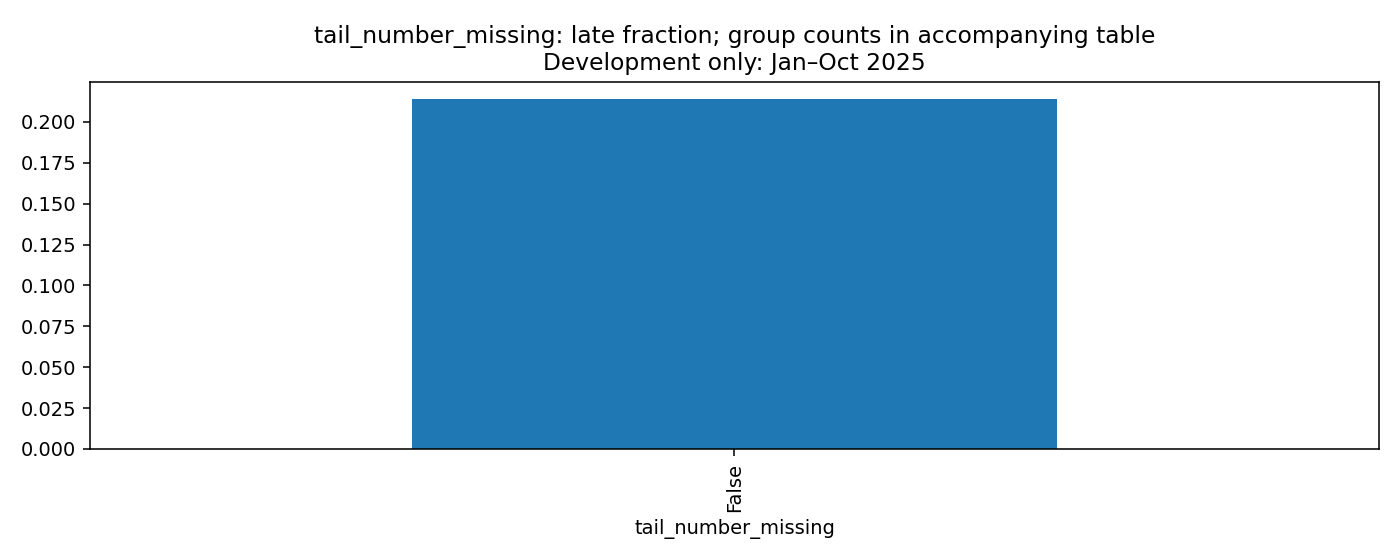 tail_number_missing: late fraction; group counts in accompanying table
Development only: Jan–Oct 2025
0.200
0.175
0.150
0.125
0.100
0.075
0.050
0.025
0.000
False
tail_number_missing